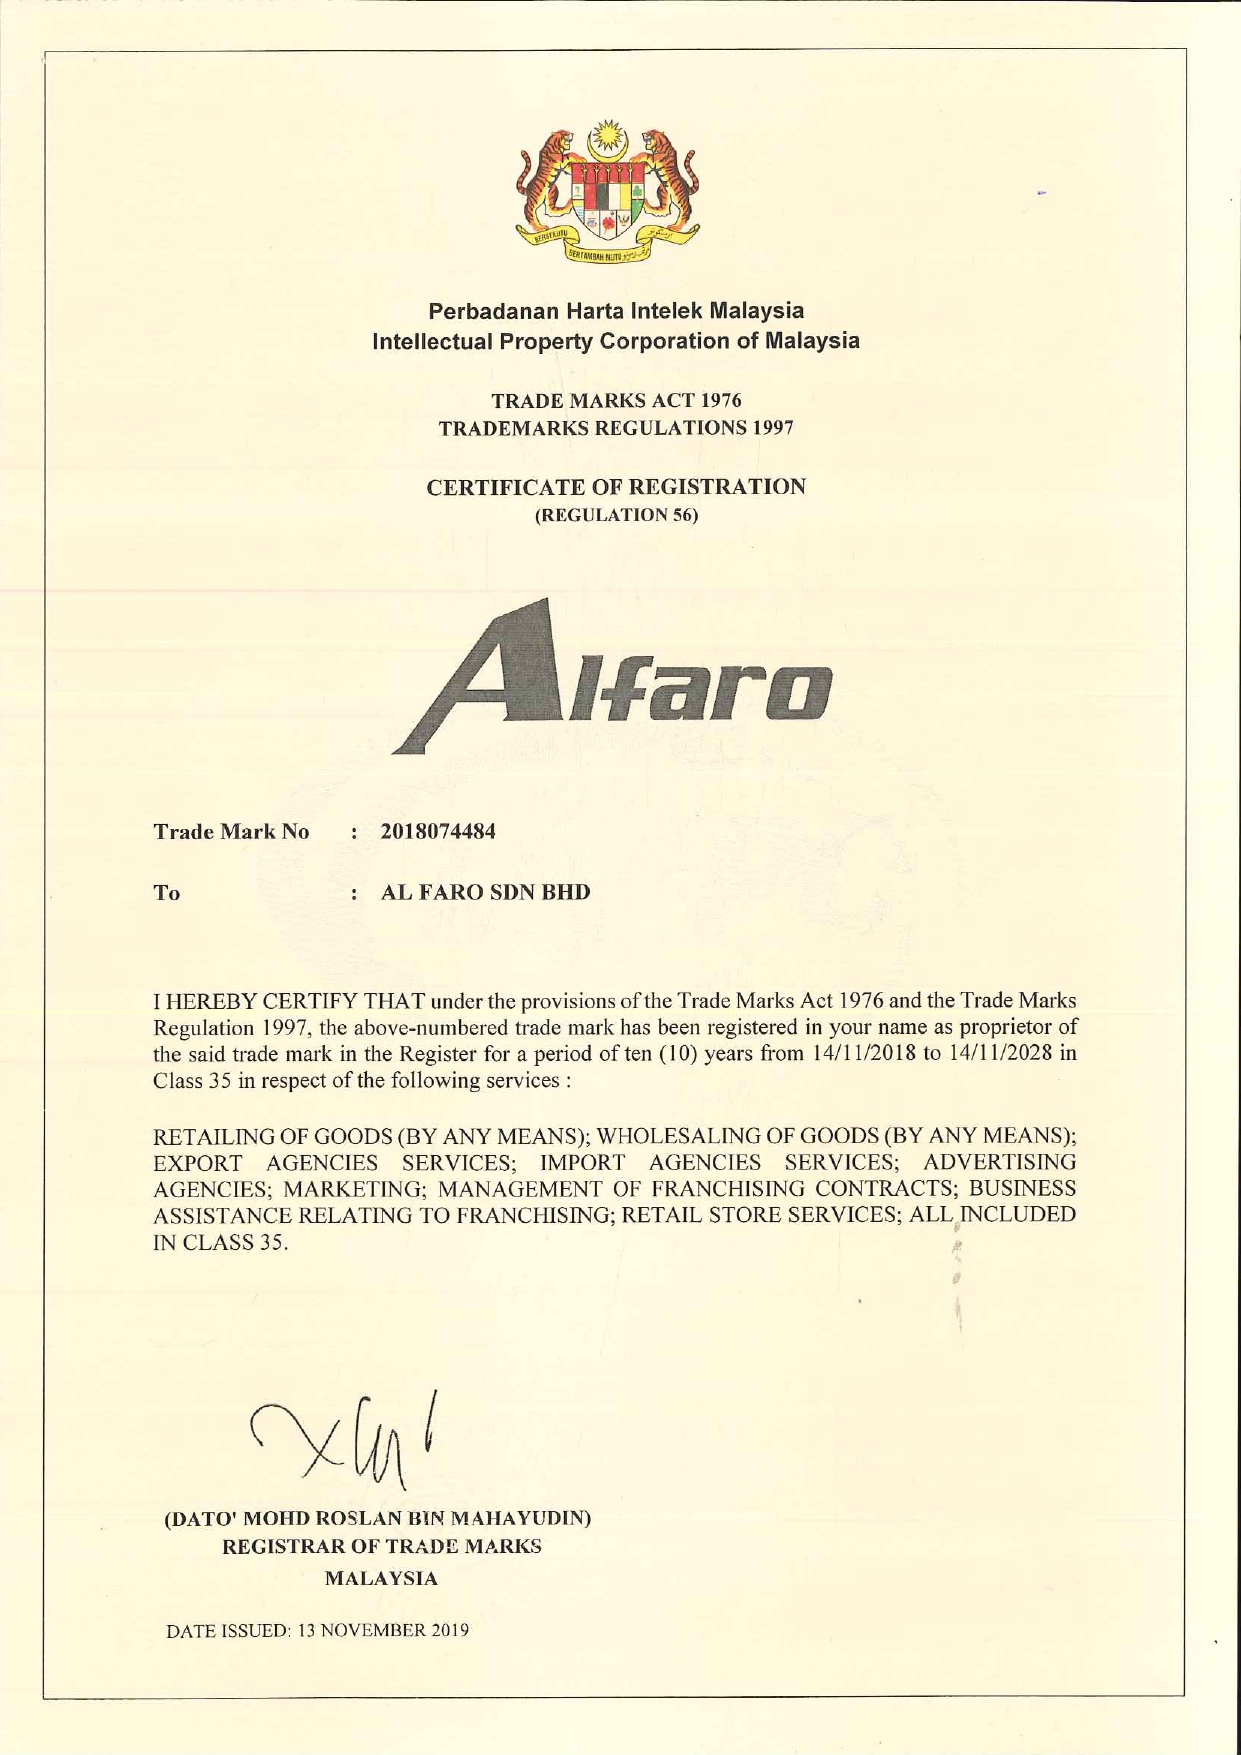 BERSEKUTU
BERTAMBAH MUTU
Perbadanan Harta Intelek Malaysia
Intellectual Property Corporation of Malaysia
TRADE MARKS ACT 1976
TRADEMARKS REGULATIONS 1997
CERTIFICATE OF REGISTRATION
(REGULATION 56)
Alfaro
Trade Mark No : 2018074484
To : AL FARO SDN BHD
I HEREBY CERTIFY THAT under the provisions of the Trade Marks Act 1976 and the Trade Marks
Regulation 1997, the above-numbered trade mark has been registered in your name as proprietor of
the said trade mark in the Register for a period of ten (10) years from 14/11/2018 to 14/11/2028 in
Class 35 in respect of the following services :
RETAILING OF GOODS (BY ANY MEANS); WHOLESALING OF GOODS (BY ANY MEANS);
EXPORT AGENCIES SERVICES; IMPORT AGENCIES SERVICES; ADVERTISING
AGENCIES; MARKETING; MANAGEMENT OF FRANCHISING CONTRACTS; BUSINESS
ASSISTANCE RELATING TO FRANCHISING; RETAIL STORE SERVICES; ALL INCLUDED
IN CLASS 35.
(DATO' MOHD ROSLAN BIN MAHAYUDIN)
REGISTRAR OF TRADE MARKS
MALAYSIA
DATE ISSUED: 13 NOVEMBER 2019